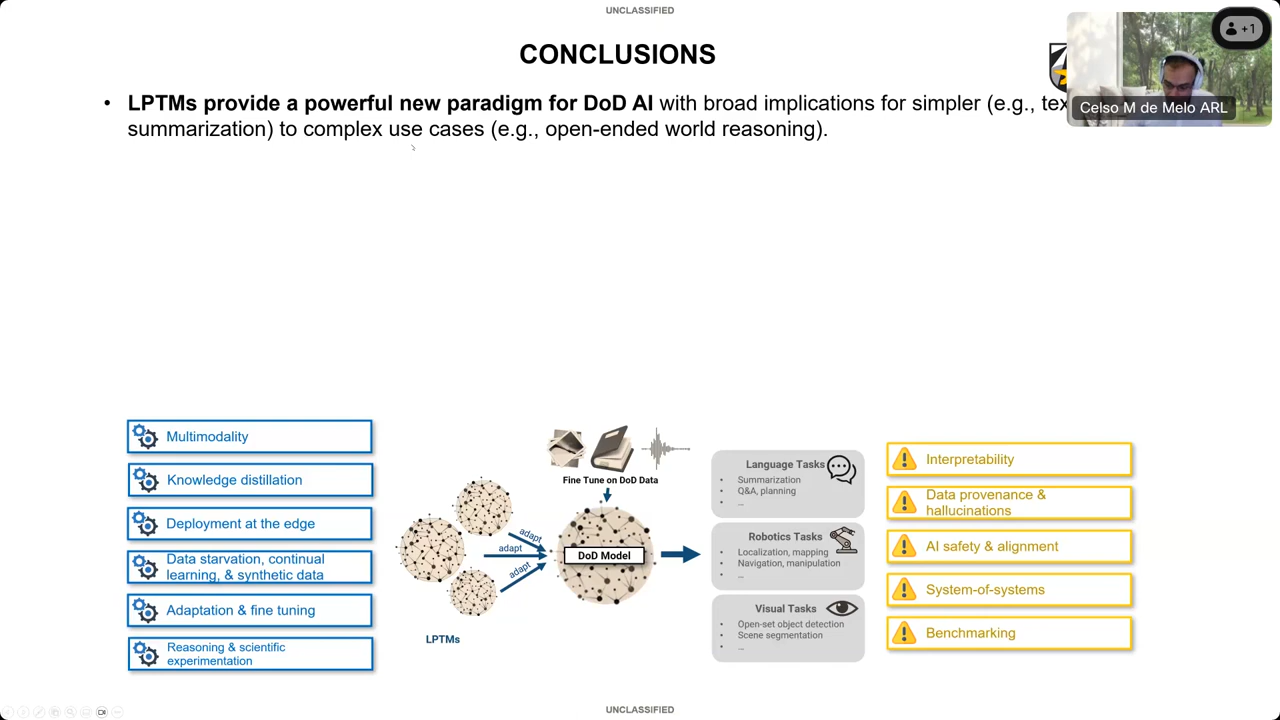 UNCLASSIFIED
CONCLUSIONS
+1
Celso M de Melo ARL
• LPTMs provide a powerful new paradigm for DoD AI with broad implications for simpler (e.g.,
summarization) to complex use cases (e.g., open-ended world reasoning).
Multimodality
Knowledge distillation
Deployment at the edge
Data starvation, continual
learning, & synthetic data
Adaptation & fine tuning
Reasoning & scientific
experimentation
Fine Tune on DoD Data
adapt
adapt
adapt
DoD Model
LPTMs
Language Tasks
• Summarization
• Q&A, planning
• ...
Robotics Tasks
• Localization, mapping
• Navigation, manipulation
• ...
Visual Tasks
• Open-set object detection
• Scene segmentation
• ...
Interpretability
Data provenance &
hallucinations
AI safety & alignment
System-of-systems
Benchmarking
UNCLASSIFIED